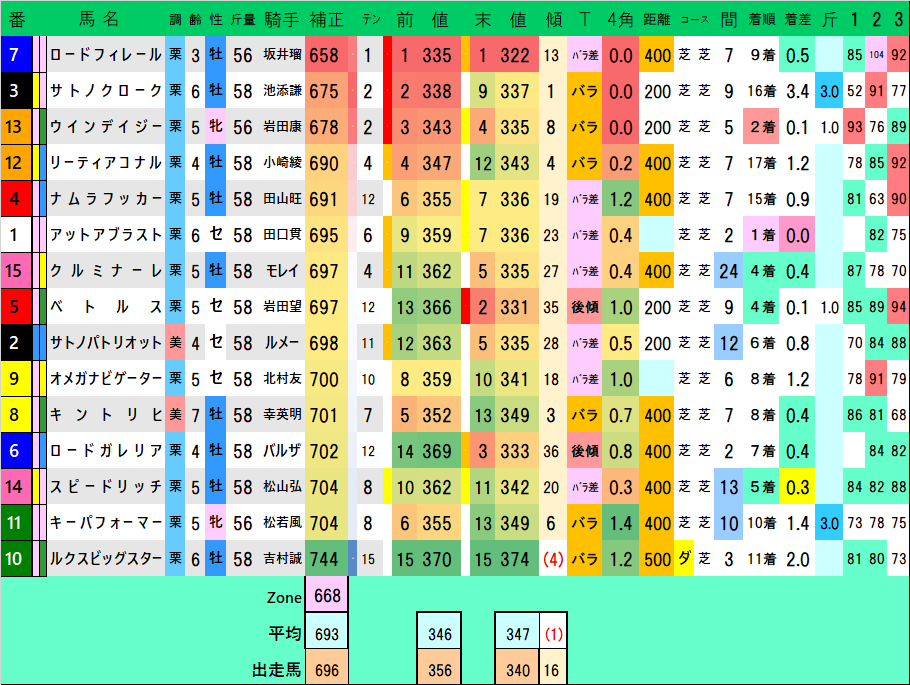 番 馬名 調 齢 性 斤量 騎手 補正 テン 前 値 末 値 傾 T 4角 距離 コース 間 着順 着差 斤 1 2 3
7 ロードフィレール 栗 3 牡 56 坂井瑠 658 1 1 335 1 322 13 バラ差 0.0 400 芝 芝 7 9着 0.5 85 104 92
3 サトノクローク 栗 6 牡 58 池添謙 675 2 2 338 9 337 1 バラ 0.0 200 芝 芝 9 16着 3.4 3.0 52 91 77
13 ウインデイジー 栗 5 牝 56 岩田康 678 2 3 343 4 335 8 バラ 0.0 200 芝 芝 5 2着 0.1 1.0 93 76 89
12 リーティアコナル 栗 4 牡 58 小崎綾 690 4 4 347 12 343 4 バラ 0.2 400 芝 芝 7 17着 1.2 78 85 92
4 ナムラフッカー 栗 5 牡 58 田山旺 691 12 6 355 7 336 19 バラ差 1.2 400 芝 芝 7 15着 0.9 81 63 90
1 アットアブラスト 栗 6 セ 58 田口貫 695 6 9 359 7 336 23 バラ差 0.4 芝 芝 2 1着 0.0 82 75
15 クルミナーレ 栗 5 牡 58 モレイ 697 4 11 362 5 335 27 バラ差 0.4 400 芝 芝 24 4着 0.4 87 78 70
5 ベトルス 栗 5 セ 58 岩田望 697 12 13 366 2 331 35 後傾 1.0 200 芝 芝 9 4着 0.1 1.0 85 89 94
2 サトノパトリオット 美 4 セ 58 ルメー 698 11 12 363 5 335 28 バラ差 0.5 200 芝 芝 12 6着 0.8 70 84 88
9 オメガナビゲーター 栗 5 セ 58 北村友 700 10 8 359 10 341 18 バラ差 1.0 芝 芝 6 8着 1.2 78 91 79
8 キントリヒ 美 7 牡 58 幸英明 701 7 5 352 13 349 3 バラ 0.7 400 芝 芝 7 8着 0.4 86 81 68
6 ロードガレリア 栗 4 牡 58 バルザ 702 12 14 369 3 333 36 後傾 0.8 400 芝 芝 2 7着 0.4 84 82
14 スピードリッチ 栗 5 牡 58 松山弘 704 8 10 362 11 342 20 バラ差 0.3 400 芝 芝 13 5着 0.3 84 82 88
11 キーパフォーマー 栗 5 牝 56 松若風 704 8 6 355 13 349 6 バラ 1.4 400 芝 芝 10 10着 1.4 3.0 73 78 75
10 ルクスビッグスター 栗 6 牡 58 吉村誠 744 15 15 370 15 374 (4) バラ 1.2 500 ダ 芝 3 11着 2.0 81 80 73
Zone 668
平均 693 346 347 (1)
出走馬 696 356 340 16